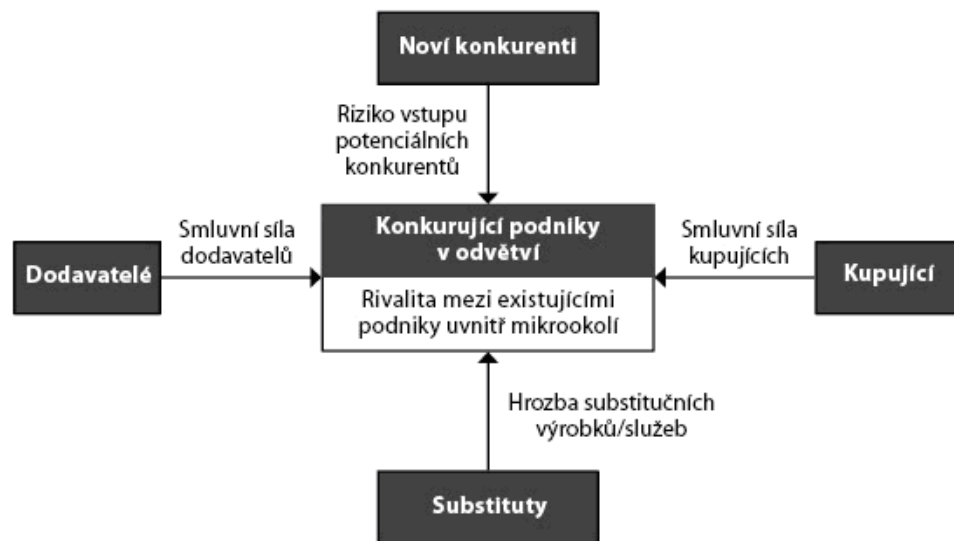 Noví konkurenti
Riziko vstupu
potenciálních
konkurentů
Smluvní síla
dodavatelů
Konkurující podniky
v odvětví
Smluvní síla
kupujících
Dodavatelé
Kupující
Rivalita mezi existujícími
podniky uvnitř mikrookolí
Hrozba substitučních
výrobků/služeb
Substituty